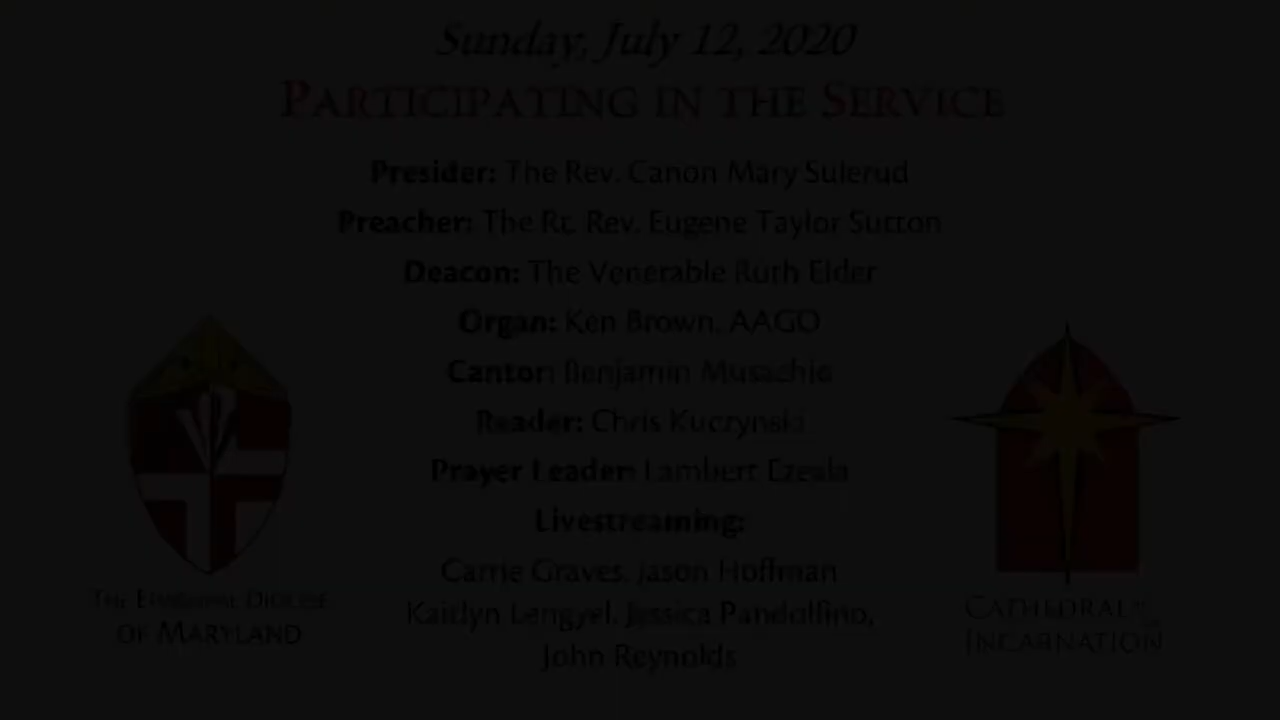 Sunday, July 12, 2020
PARTICIPATING IN THE SERVICE
Presider: The Rev. Canon Mary Sulerud
Preacher: The Rt. Rev. Eugene Taylor Sutton
Deacon: The Venerable Ruth Elder
Organ: Ken Brown, AAGO
Cantor: Benjamin Musachio
Reader: Chris Kuczynski
Prayer Leader: Lambert
Livestreaming:
Carrie Graves, Jason Hoffman
Kaitlyn Lengyel, Jessica Pandolfino,
John Reynolds
THE EPISCOPAL DIOCESE
OF MARYLAND
CATHEDRAL OF THE
INCARNATION